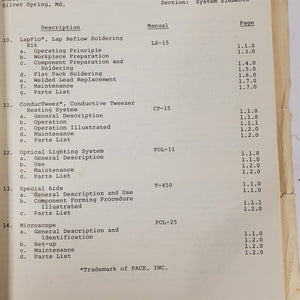 Silver Spring, Md. Section: System Elements
Description Manual Page
10. LapFlo*, Lap Reflow Soldering
Kit LS-15 1.1.0
a. Operating Principle 1.3.0
b. Workpiece Preparation
c. Component Preparation and
Soldering 1.4.0
d. Flat Pack Soldering 1.5.0
e. Welded Lead Replacement 1.6.0
f. Maintenance 1.7.0
g. Parts List 1.7.0
11. ConducTweez*, Conductive Tweezer
Heating System CT-15
a. General Description 1.1.0
b. Operation 1.1.1
c. Operation Illustrated 1.2.0
d. Maintenance 1.2.0
e. Parts List
12. Optical Lighting System POL-11
a. General Description 1.1.0
b. Use 1.2.0
c. Maintenance 1.2.0
d. Parts List 1.2.0
13. Special Aids T-450
a. General Description and Use 1.1.0
b. Component Forming Procedure
Illustrated 1.1.1
c. Parts List 1.2.0
14. Microscope POL-25
a. General Description and
Identification 1.1.0
b. Set-up 1.2.0
c. Maintenance 1.2.0
d. Parts List 1.2.0
*Trademark of PACE, INC.